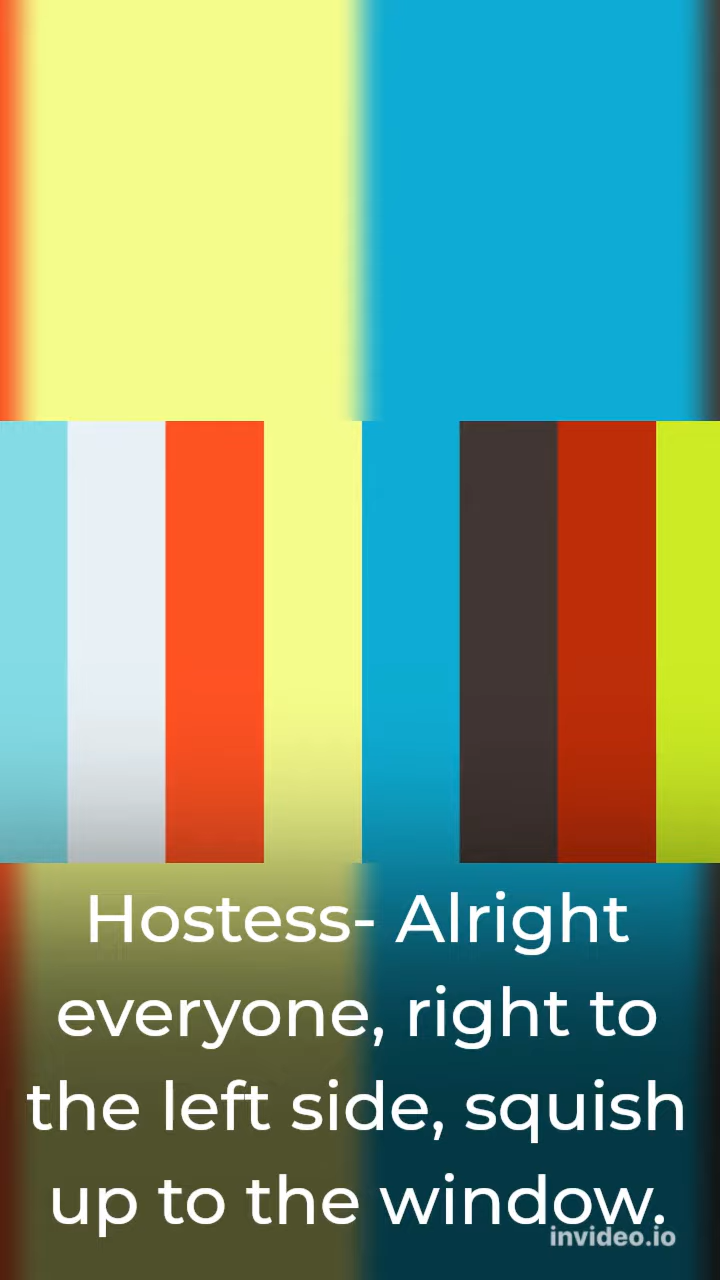 Hostess- Alright
everyone, right to
the left side, squish
up to the window.
invideo.io